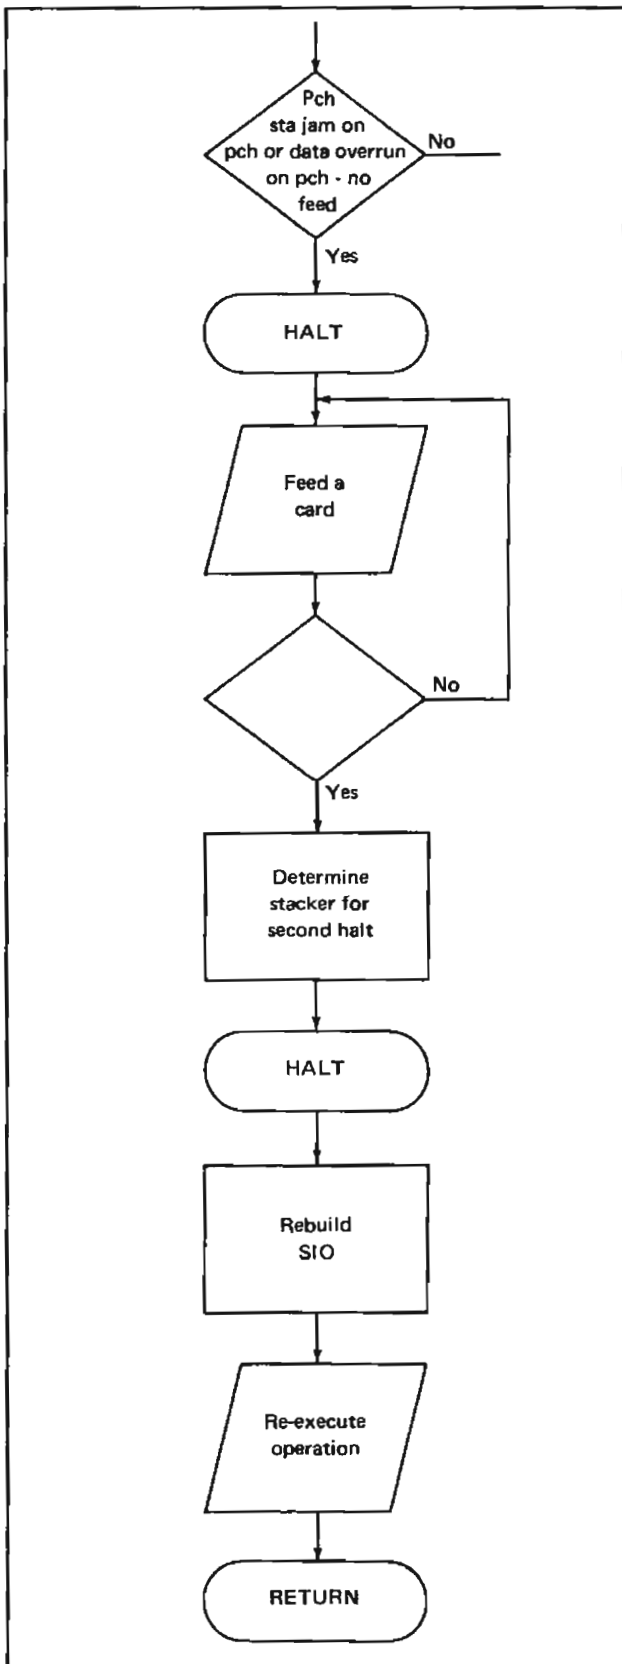 Pch
sta jam on
pch or data overrun
on pch - no
feed
No
Yes
HALT
Feed a
card
No
Yes
Determine
stacker for
second halt
HALT
Rebuild
SIO
Re-execute
operation
RETURN